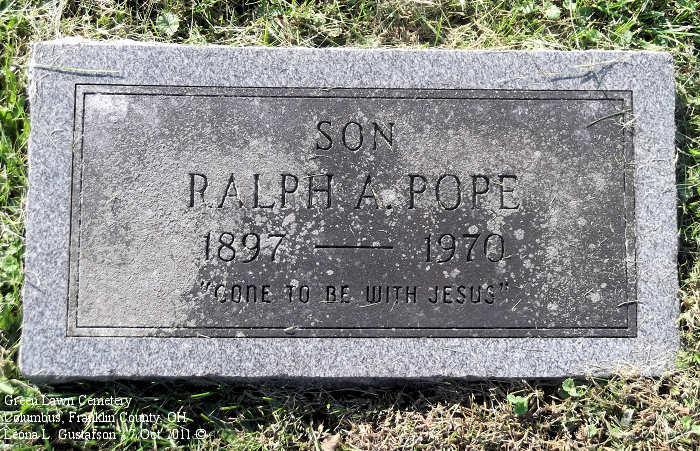 SON
RALPH A. POPE
1897 — 1970
"GONE TO BE WITH JESUS"
Green Lawn Cemetery
Columbus, Franklin County, OH
Leona L. Gustafson 7 Oct 2011 ©